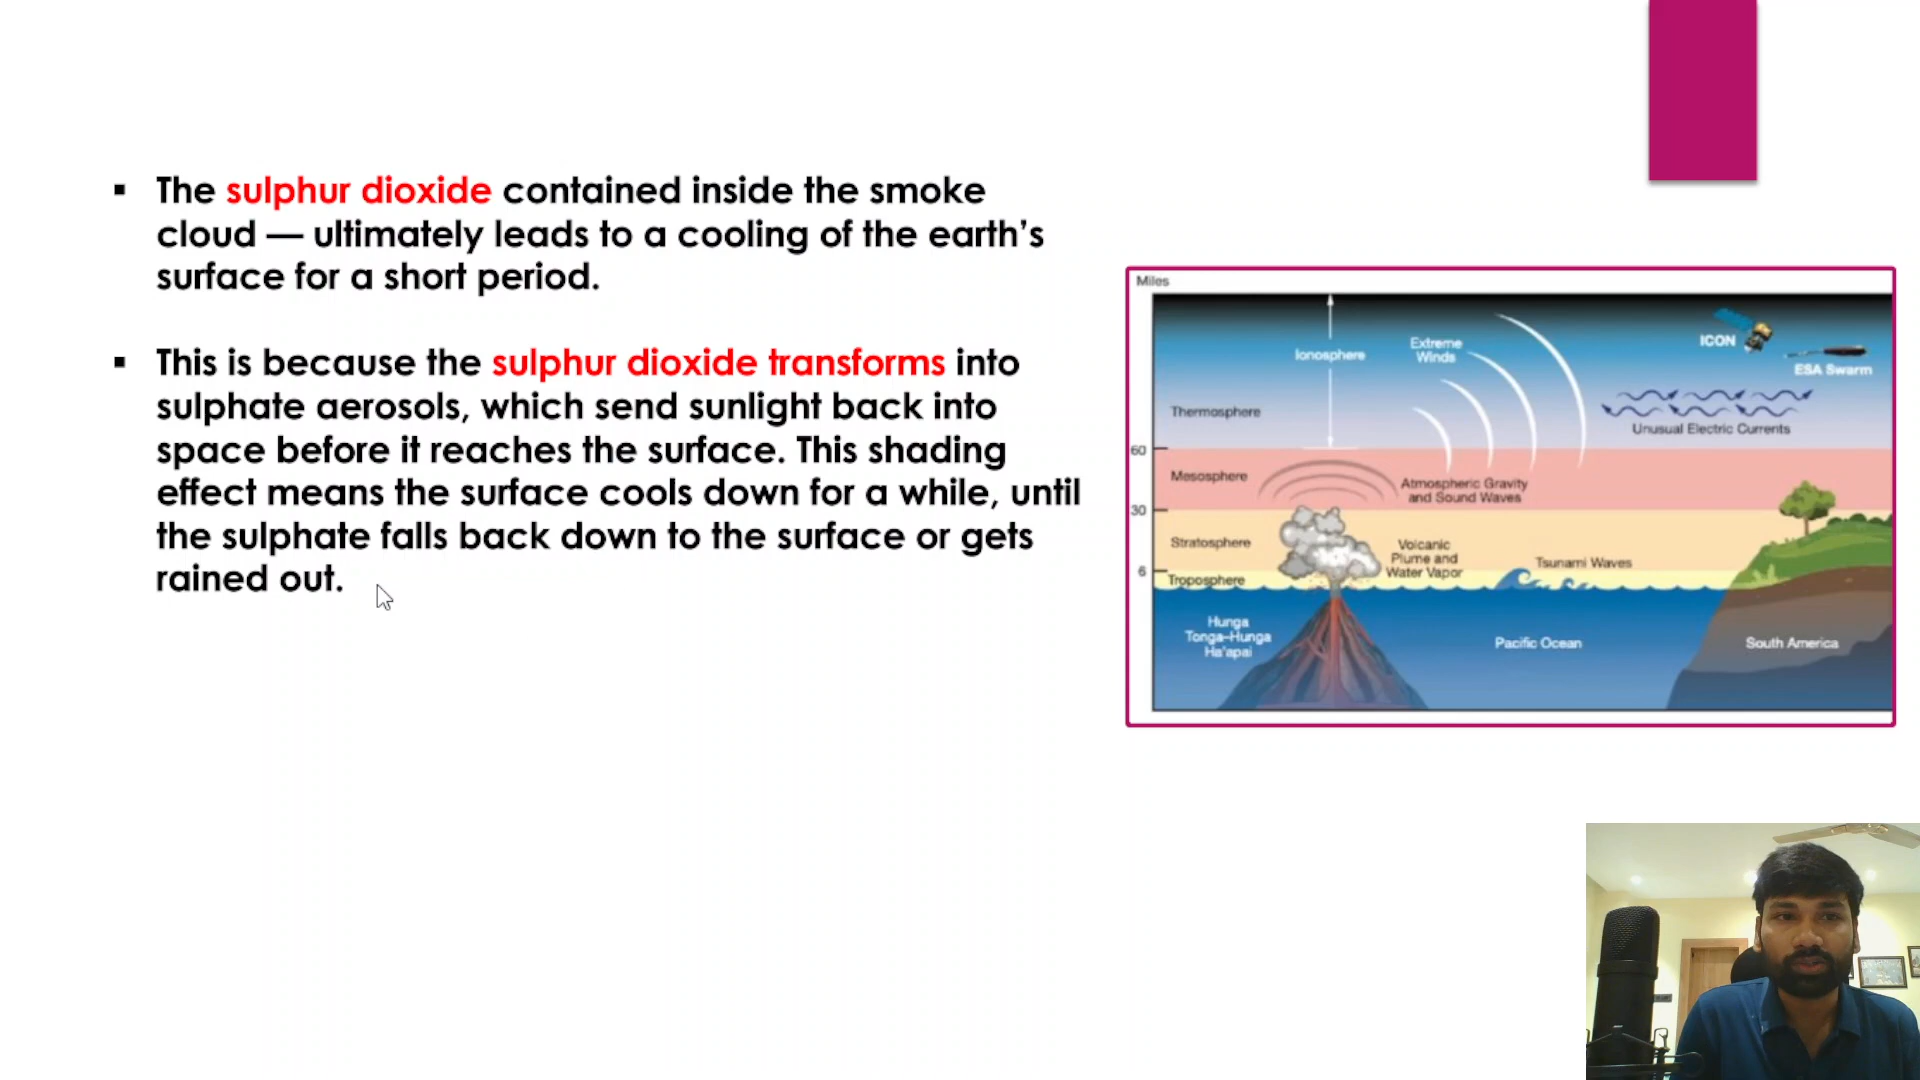 ▪ The sulphur dioxide contained inside the smoke
cloud — ultimately leads to a cooling of the earth’s
surface for a short period.
▪ This is because the sulphur dioxide transforms into
sulphate aerosols, which send sunlight back into
space before it reaches the surface. This shading
effect means the surface cools down for a while, until
the sulphate falls back down to the surface or gets
rained out.
Miles
Ionosphere
Extreme
Winds
ICON
ESA Swarm
Thermosphere
Unusual Electric Currents
60
Mesosphere
Atmospheric Gravity
and Sound Waves
30
Stratosphere
Volcanic
Plume and
Water Vapor
Tsunami Waves
6
Troposphere
Hunga
Tonga-Hunga
Ha'apai
Pacific Ocean
South America